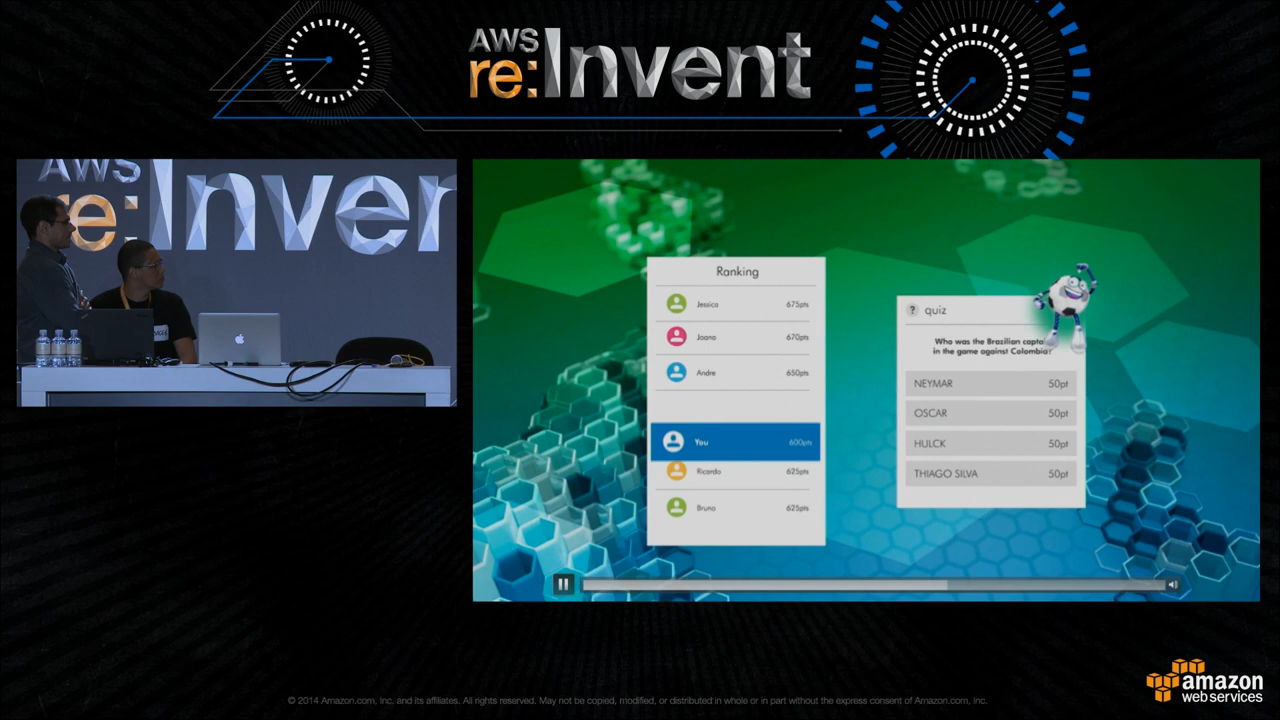 AWS
re:Invent
AWS
re:Inver
Ranking
Jessica 675pts
Joana 670pts
Andre 650pts
You 600pts
Ricardo 625pts
Bruno 625pts
? quiz
Who was the Brazilian capta
in the game against Colombia?
NEYMAR 50pt
OSCAR 50pt
HULCK 50pt
THIAGO SILVA 50pt
© 2014 Amazon.com, Inc, and its affiliates. All rights reserved. May not be copied, modified, or distributed in whole or in part without the express consent of Amazon.com, Inc.
amazon
web services